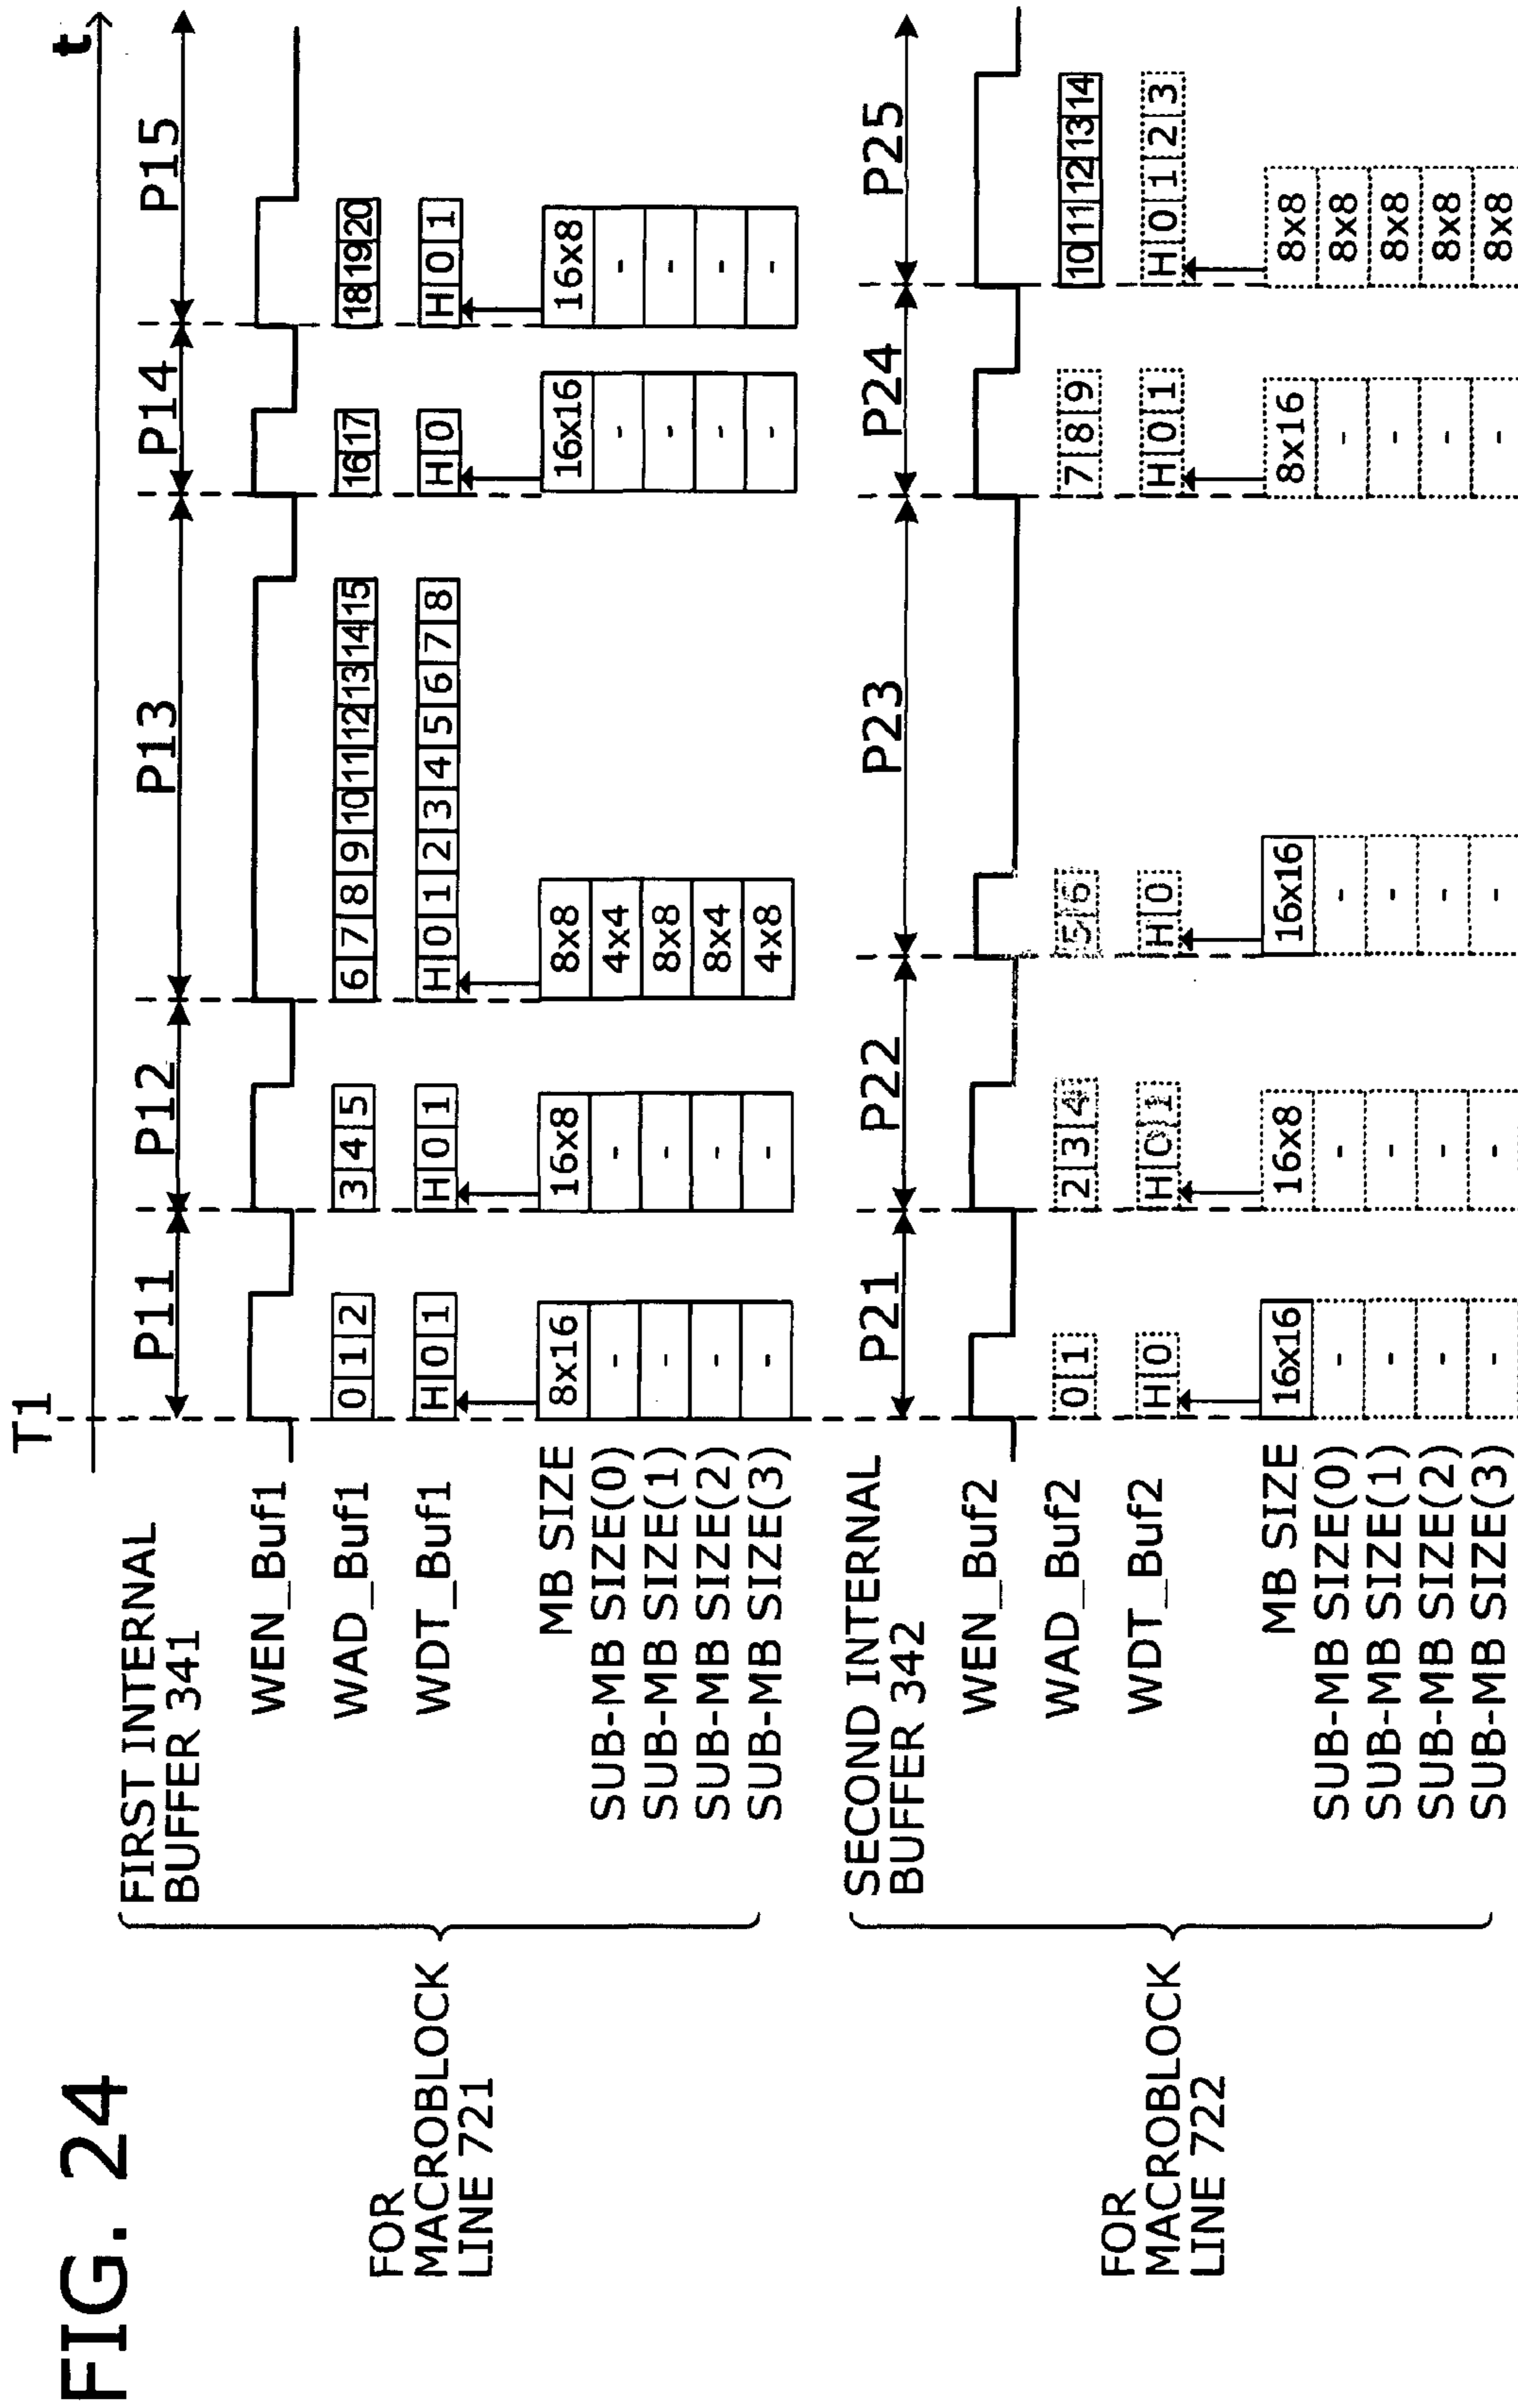 FIG. 24
T1
t
FOR
MACROBLOCK
LINE 721
FIRST INTERNAL
BUFFER 341
P11 P12 P13 P14 P15
WEN_Buf1
WAD_Buf1 0 1 2 3 4 5 6 7 8 9 10 11 12 13 14 15 16 17 18 19 20
WDT_Buf1 H 0 1 H 0 1 H 0 1 2 3 4 5 6 7 8 H 0 H 0 1
MB SIZE 8x16 16x8 8x8 16x16 16x8
SUB-MB SIZE(0) - - 4x4 - -
SUB-MB SIZE(1) - - 8x8 - -
SUB-MB SIZE(2) - - 8x4 - -
SUB-MB SIZE(3) - - 4x8 - -
FOR
MACROBLOCK
LINE 722
SECOND INTERNAL
BUFFER 342
P21 P22 P23 P24 P25
WEN_Buf2
WAD_Buf2 0 1 2 3 4 5 6 7 8 9 10 11 12 13 14
WDT_Buf2 H 0 H 0 1 H 0 H 0 1 H 0 1 2 3
MB SIZE 16x16 16x8 16x16 8x16 8x8
SUB-MB SIZE(0) - - - - 8x8
SUB-MB SIZE(1) - - - - 8x8
SUB-MB SIZE(2) - - - - 8x8
SUB-MB SIZE(3) - - - - 8x8